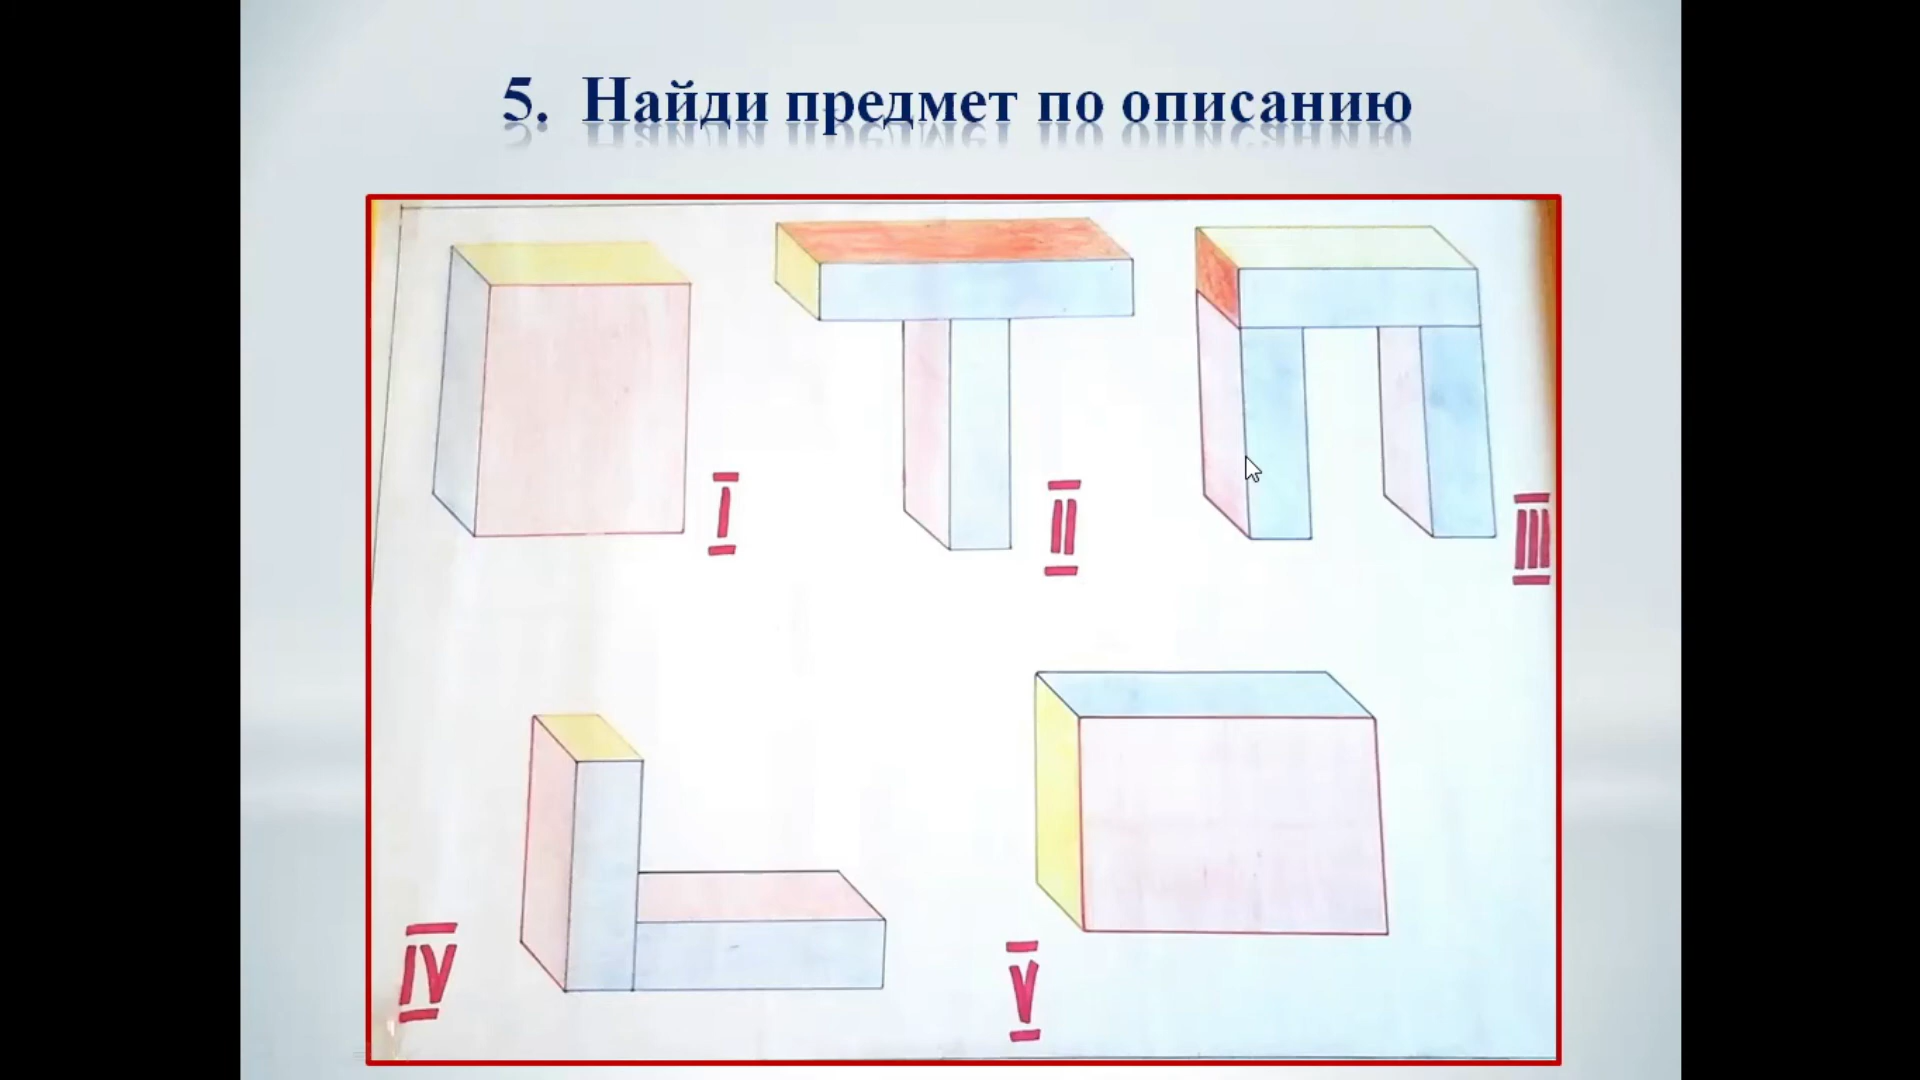 5. Найди предмет по описанию
I
II
III
IV
V